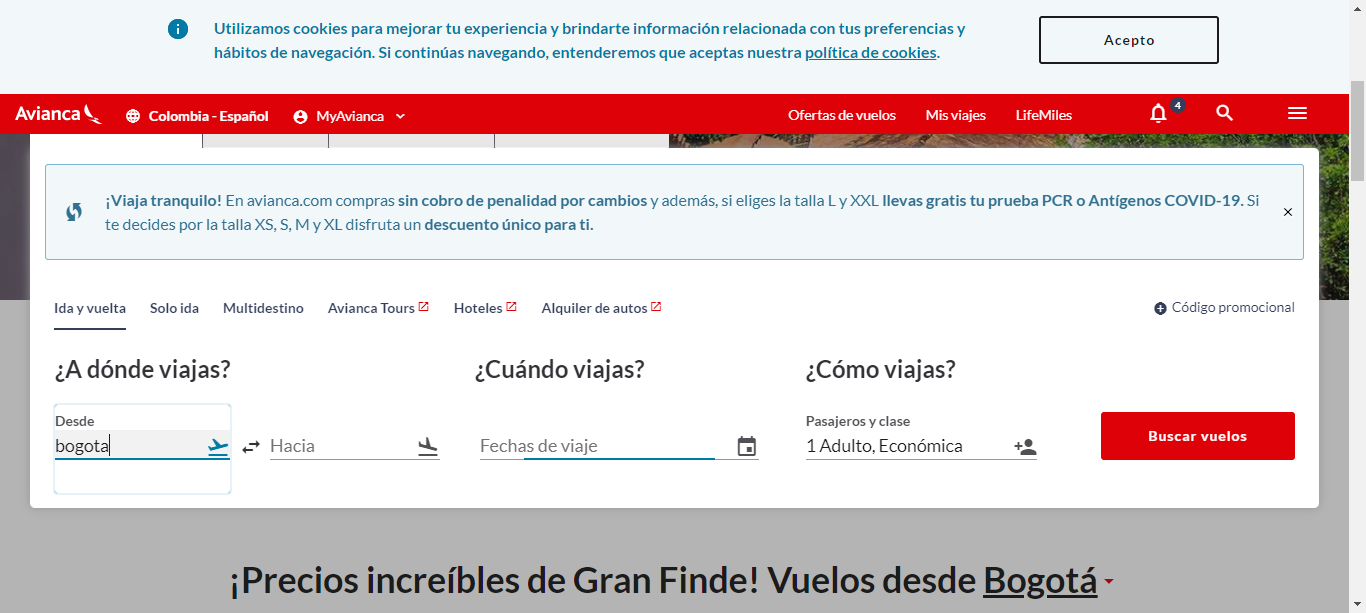 Utilizamos cookies para mejorar tu experiencia y brindarte información relacionada con tus preferencias y
hábitos de navegación. Si continúas navegando, entenderemos que aceptas nuestra política de cookies.
Acepto
Avianca Colombia - Español MyAvianca Ofertas de vuelos Mis viajes LifeMiles 4
¡Viaja tranquilo! En avianca.com compras sin cobro de penalidad por cambios y además, si eliges la talla L y XXL llevas gratis tu prueba PCR o Antígenos COVID-19. Si
te decides por la talla XS, S, M y XL disfruta un descuento único para ti.
Ida y vuelta Solo ida Multidestino Avianca Tours Hoteles Alquiler de autos Código promocional
¿A dónde viajas? ¿Cuándo viajas? ¿Cómo viajas?
Desde Pasajeros y clase
bogota Hacia Fechas de viaje 1 Adulto, Económica Buscar vuelos
¡Precios increíbles de Gran Finde! Vuelos desde Bogotá